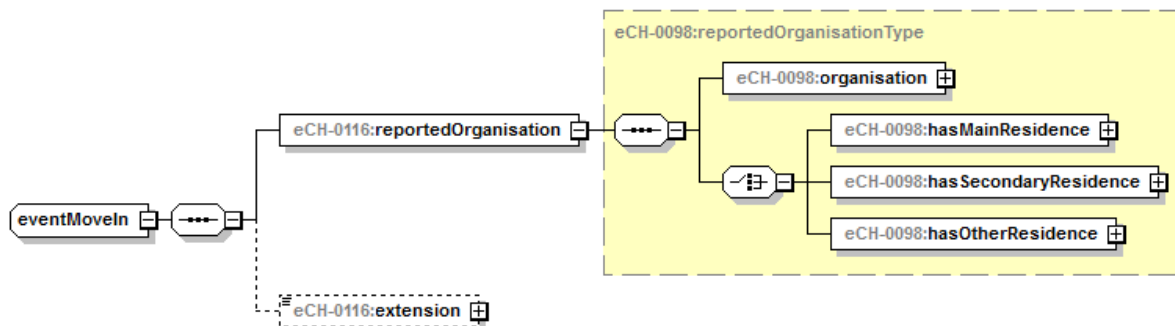 eCH-0098:reportedOrganisationType
eCH-0098:organisation
eCH-0116:reportedOrganisation
eCH-0098:hasMainResidence
eCH-0098:hasSecondaryResidence
eventMoveIn
eCH-0098:hasOtherResidence
eCH-0116:extension